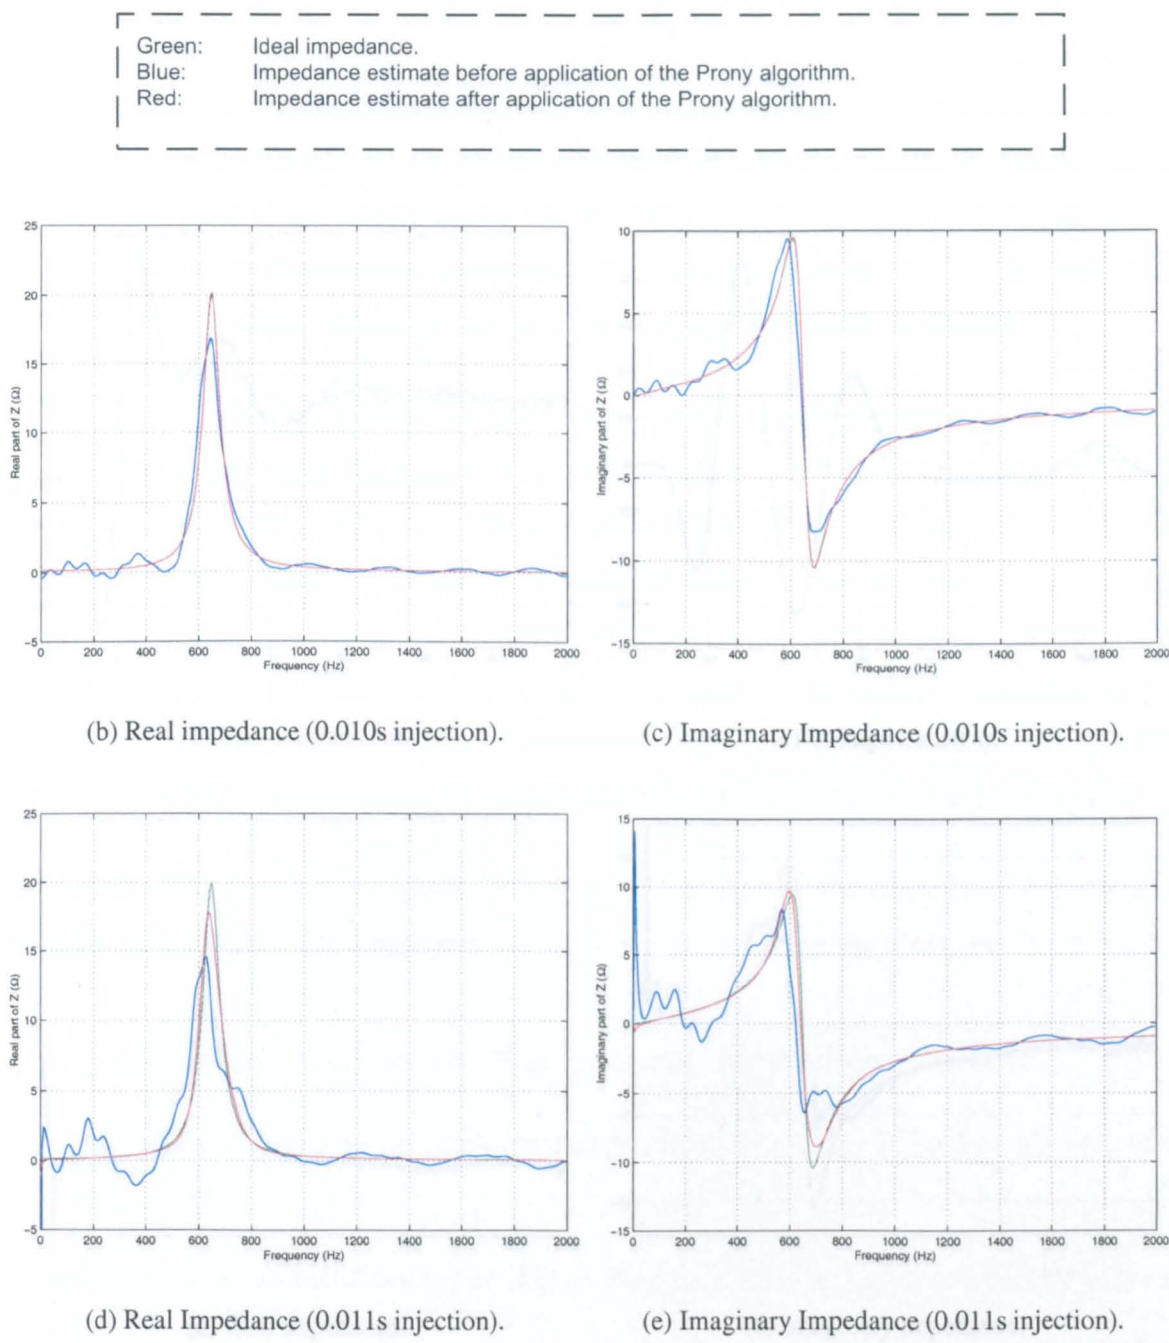 Green: Ideal impedance.
Blue: Impedance estimate before application of the Prony algorithm.
Red: Impedance estimate after application of the Prony algorithm.
25
20
15
10
5
0
-5
Real part of Z (Ω)
0 200 400 600 800 1000 1200 1400 1600 1800 2000
Frequency (Hz)
10
5
0
-5
-10
-15
Imaginary part of Z (Ω)
0 200 400 600 800 1000 1200 1400 1600 1800 2000
Frequency (Hz)
(b) Real impedance (0.010s injection).
(c) Imaginary Impedance (0.010s injection).
25
20
15
10
5
0
-5
Real part of Z (Ω)
0 200 400 600 800 1000 1200 1400 1600 1800 2000
Frequency (Hz)
15
10
5
0
-5
-10
-15
Imaginary part of Z (Ω)
0 200 400 600 800 1000 1200 1400 1600 1800 2000
Frequency (Hz)
(d) Real Impedance (0.011s injection).
(e) Imaginary Impedance (0.011s injection).